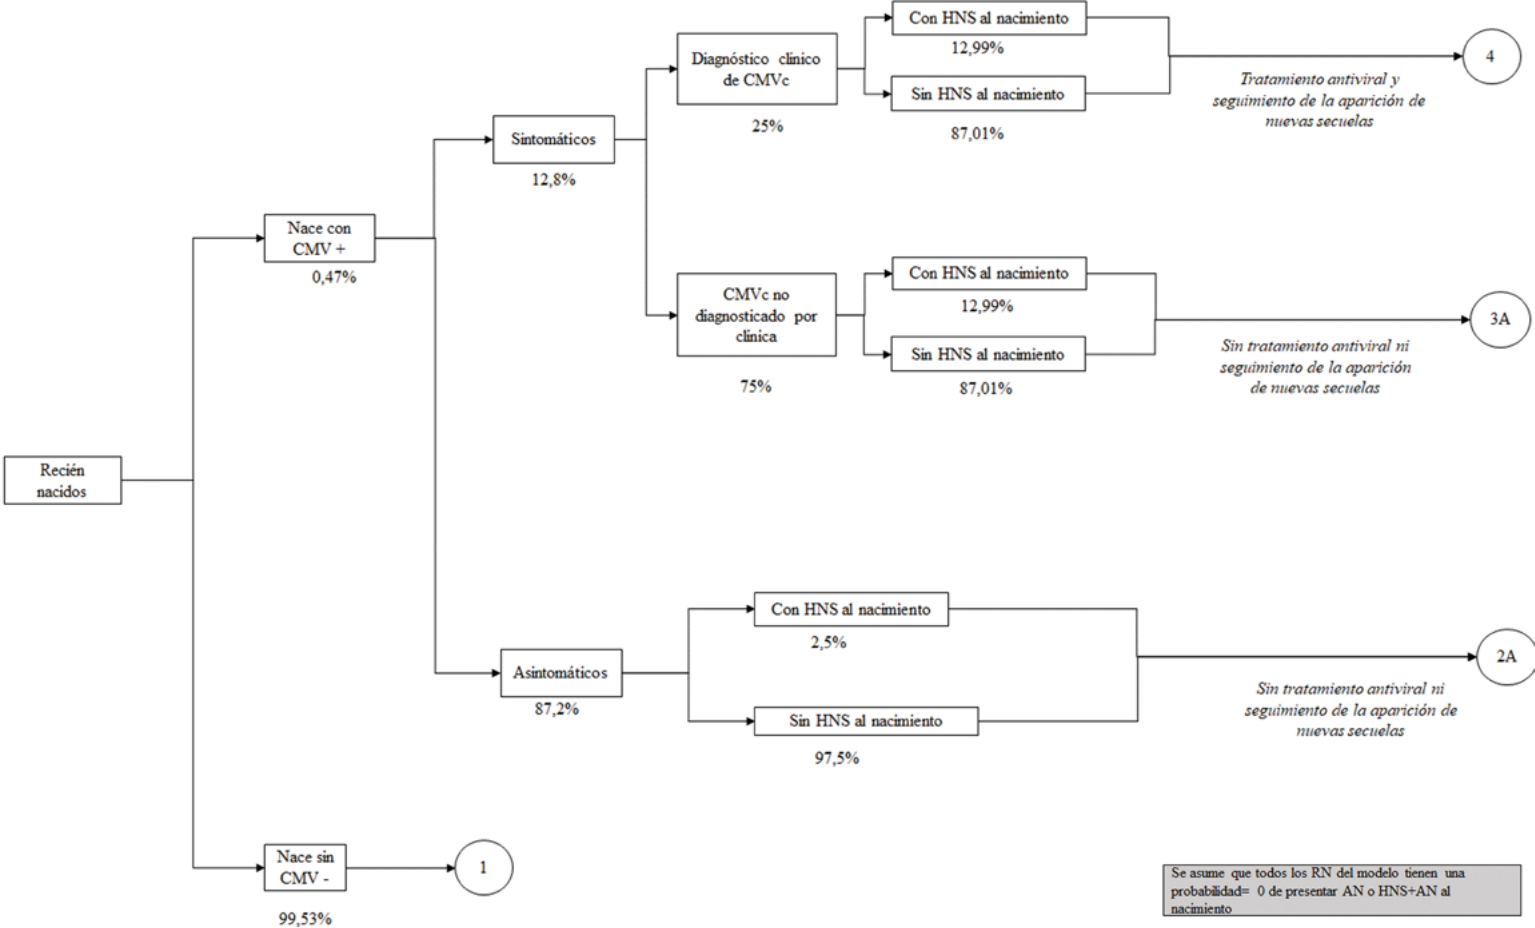 Recién
nacidos
Nace con
CMV +
0,47%
Sintomáticos
12,8%
Diagnóstico clínico
de CMVc
25%
Con HNS al nacimiento
12,99%
Sin HNS al nacimiento
87,01%
Tratamiento antiviral y
seguimiento de la aparición de
nuevas secuelas
4
CMVc no
diagnosticado por
clínica
75%
Con HNS al nacimiento
12,99%
Sin HNS al nacimiento
87,01%
Sin tratamiento antiviral ni
seguimiento de la aparición
de nuevas secuelas
3A
Asintomáticos
87,2%
Con HNS al nacimiento
2,5%
Sin HNS al nacimiento
97,5%
Sin tratamiento antiviral ni
seguimiento de la aparición de
nuevas secuelas
2A
Nace sin
CMV -
99,53%
1
Se asume que todos los RN del modelo tienen una
probabilidad= 0 de presentar AN o HNS+AN al
nacimiento